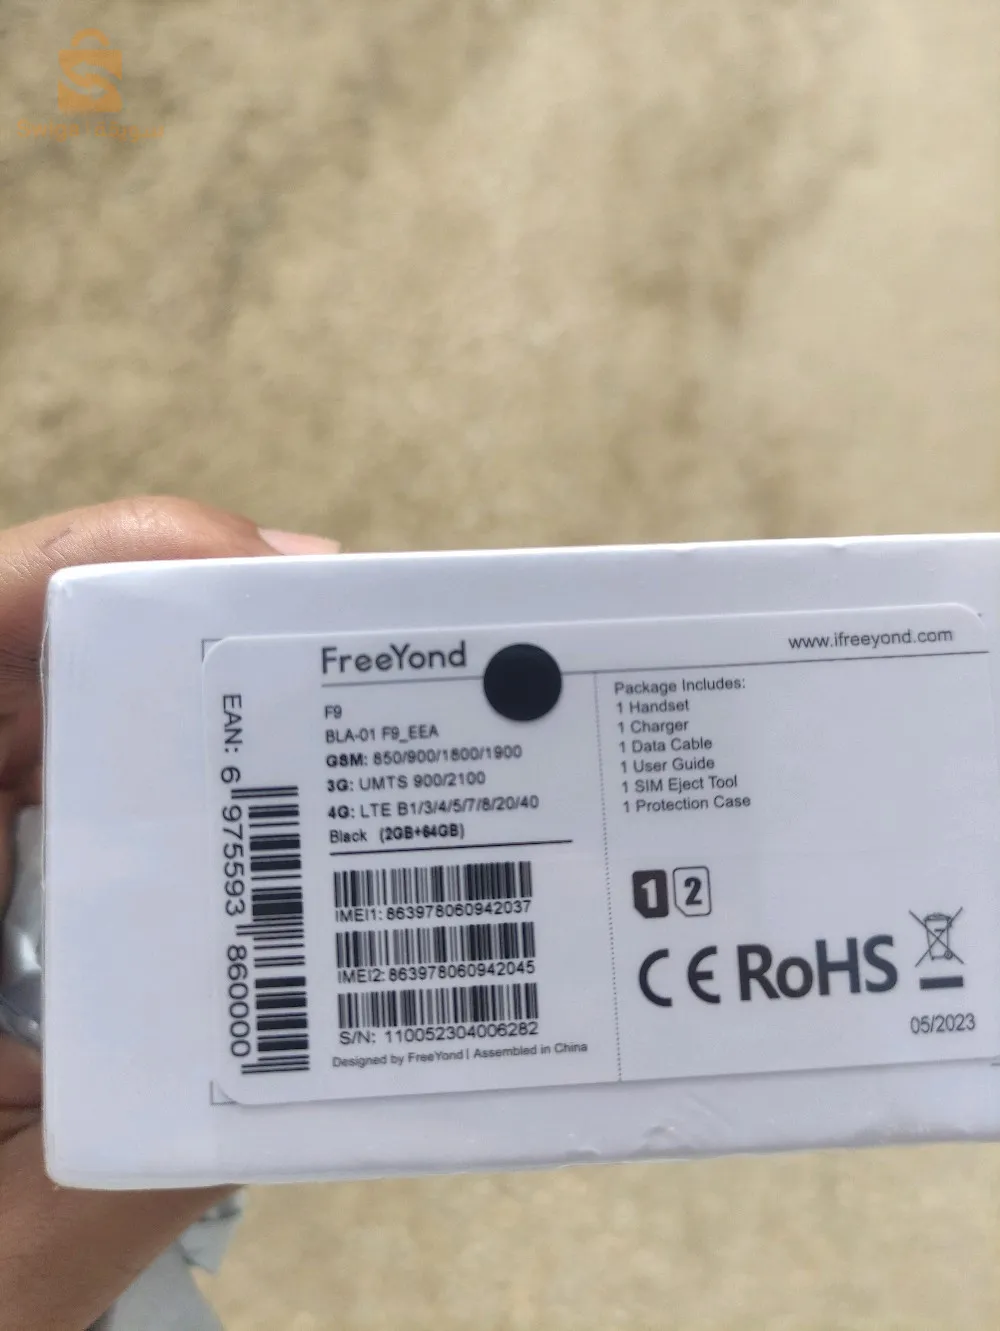 FreeYond
www.ifreeyond.com
F9
BLA-01 F9_EEA
GSM: 850/900/1800/1900
3G: UMTS 900/2100
4G: LTE B1/3/4/5/7/8/20/40
Black (2GB+64GB)
IMEI1: 863978060942037
IMEI2: 863978060942045
S/N: 110052304006282
Designed by FreeYond | Assembled in China
EAN: 6 975593 860000
Package Includes:
1 Handset
1 Charger
1 Data Cable
1 User Guide
1 SIM Eject Tool
1 Protection Case
1 2
CE RoHS
05/2023